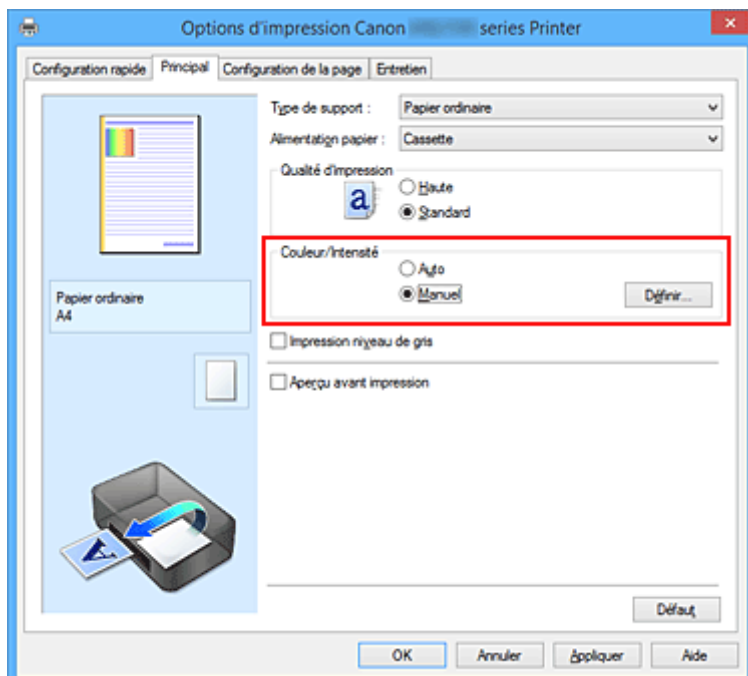 Options d'impression Canon series Printer
Configuration rapide Principal Configuration de la page Entretien
Type de support : Papier ordinaire
Alimentation papier : Cassette
Qualité d'impression
a
Haute
Standard
Couleur/Intensité
Auto
Manuel Définir...
Papier ordinaire
A4
Impression niveau de gris
Aperçu avant impression
A
Défaut
OK Annuler Appliquer Aide